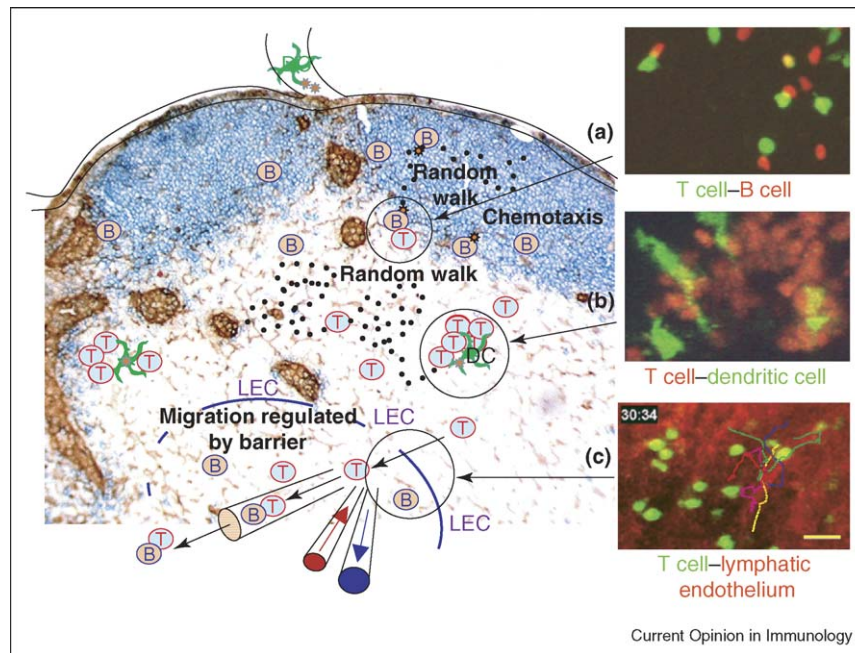 DC
(a)
B
B
B
Random
walk
B
Chemotaxis
T cell–B cell
B
B
T
B
B
B
Random walk
(b)
T
T
T
T
T
T
T
T
DC
T
T
T
T
T cell–dendritic cell
LEC
LEC
Migration regulated
by barrier
30:34
(c)
T
B
T
T
B
T
B
LEC
T
B
T cell–lymphatic
endothelium
Current Opinion in Immunology